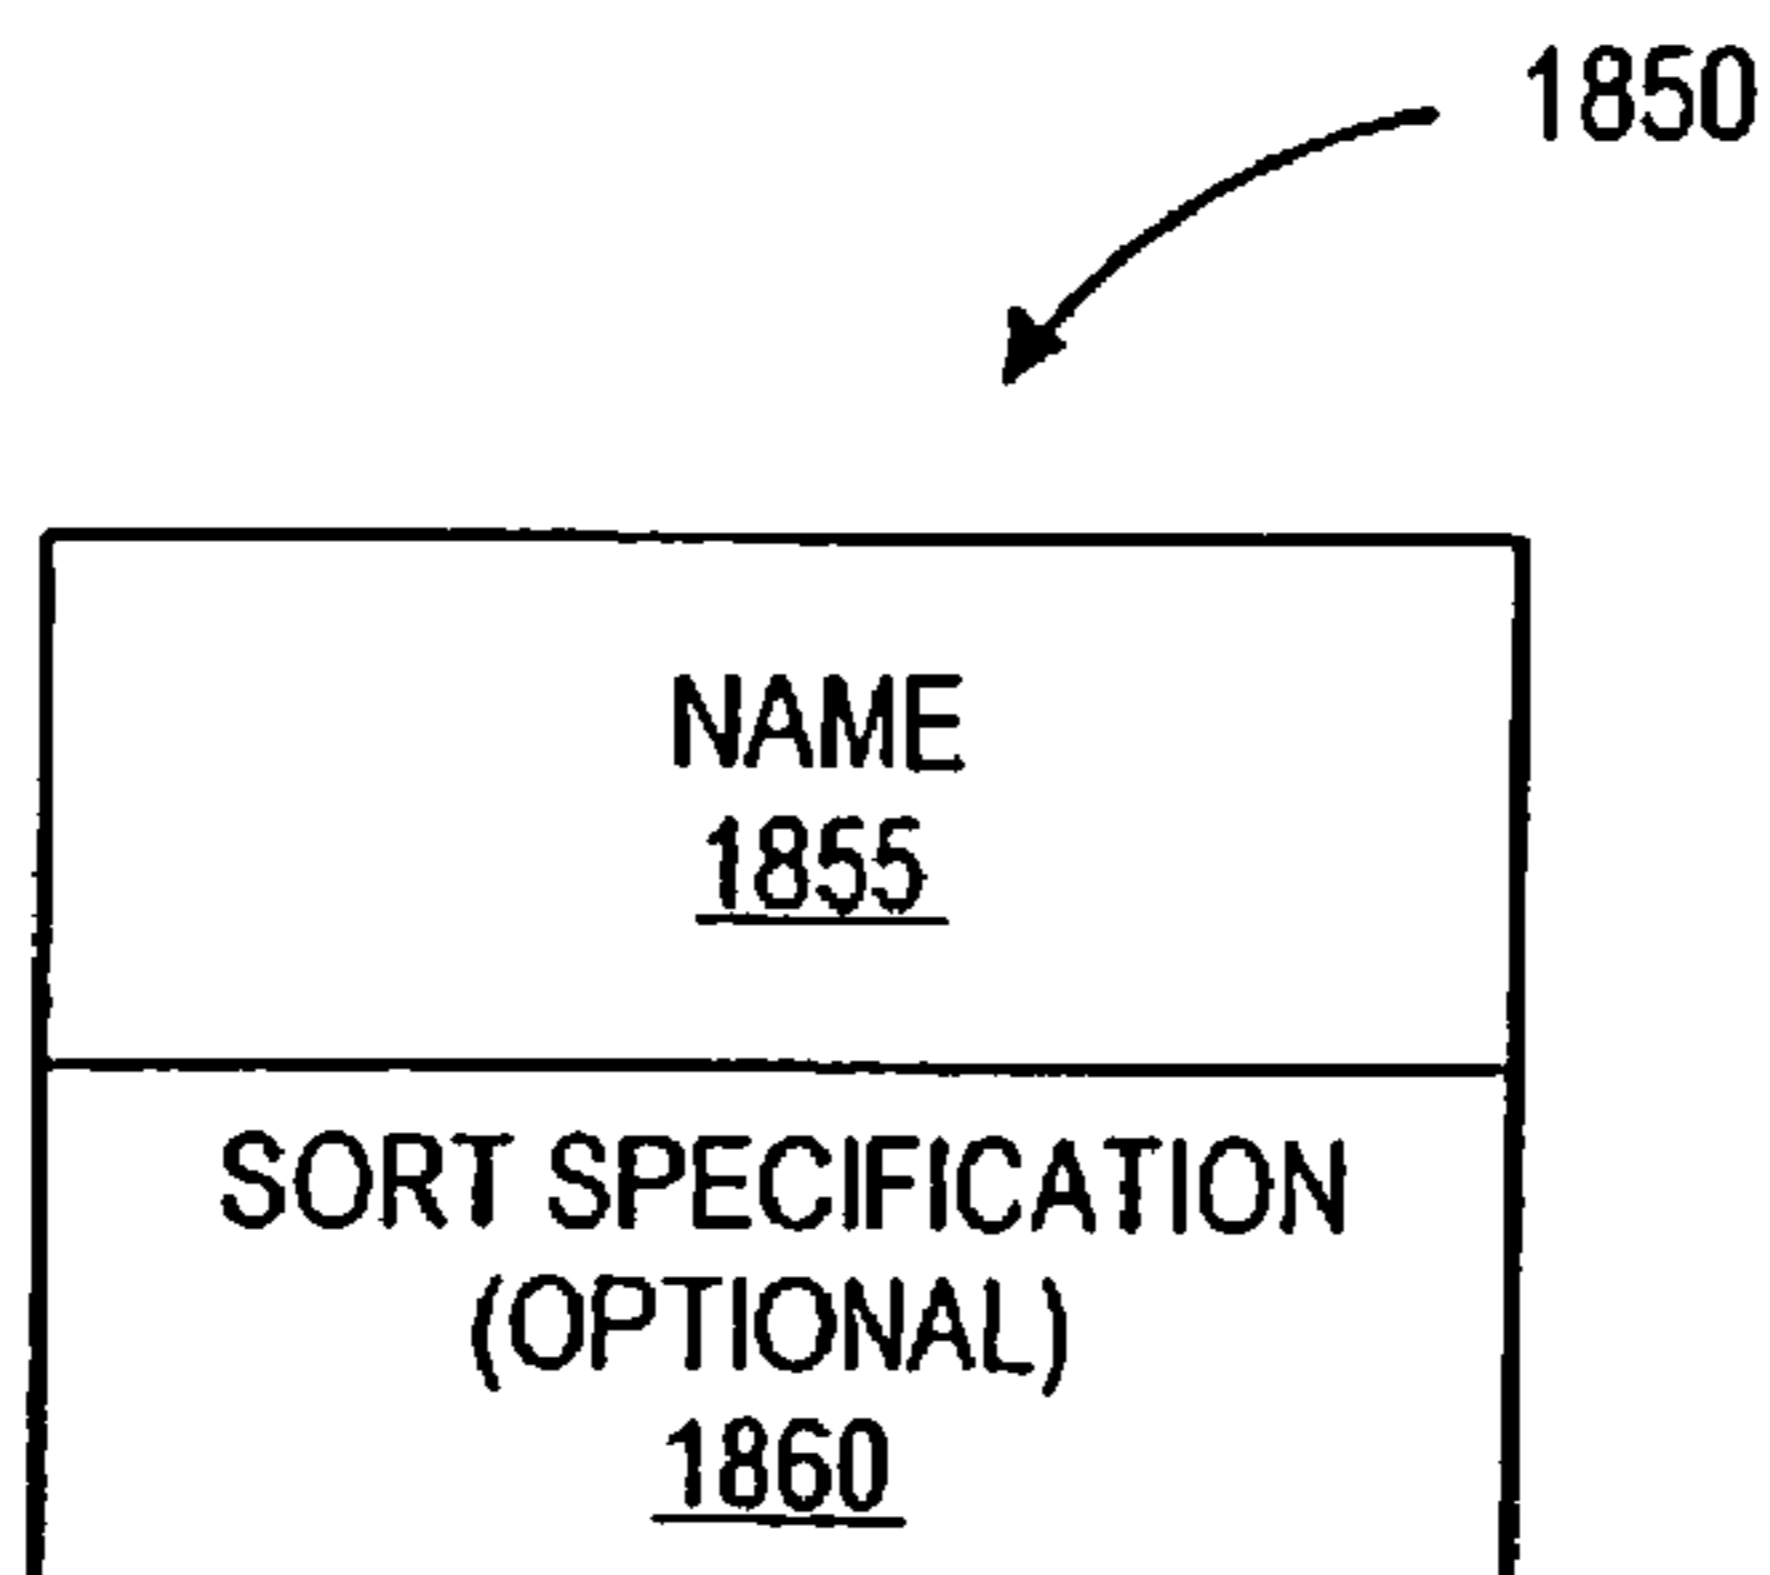 1850
NAME
1855
SORT SPECIFICATION
(OPTIONAL)
1860